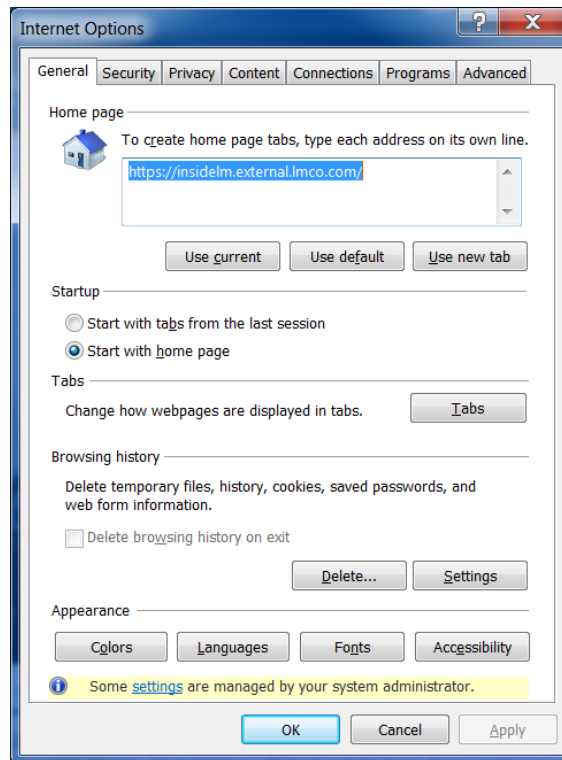 Internet Options
?
X
General Security Privacy Content Connections Programs Advanced
Home page
To create home page tabs, type each address on its own line.
https://insidelm.external.lmco.com/
Use current Use default Use new tab
Startup
Start with tabs from the last session
Start with home page
Tabs
Change how webpages are displayed in tabs. Tabs
Browsing history
Delete temporary files, history, cookies, saved passwords, and
web form information.
Delete browsing history on exit
Delete... Settings
Appearance
Colors Languages Fonts Accessibility
Some settings are managed by your system administrator.
OK Cancel Apply